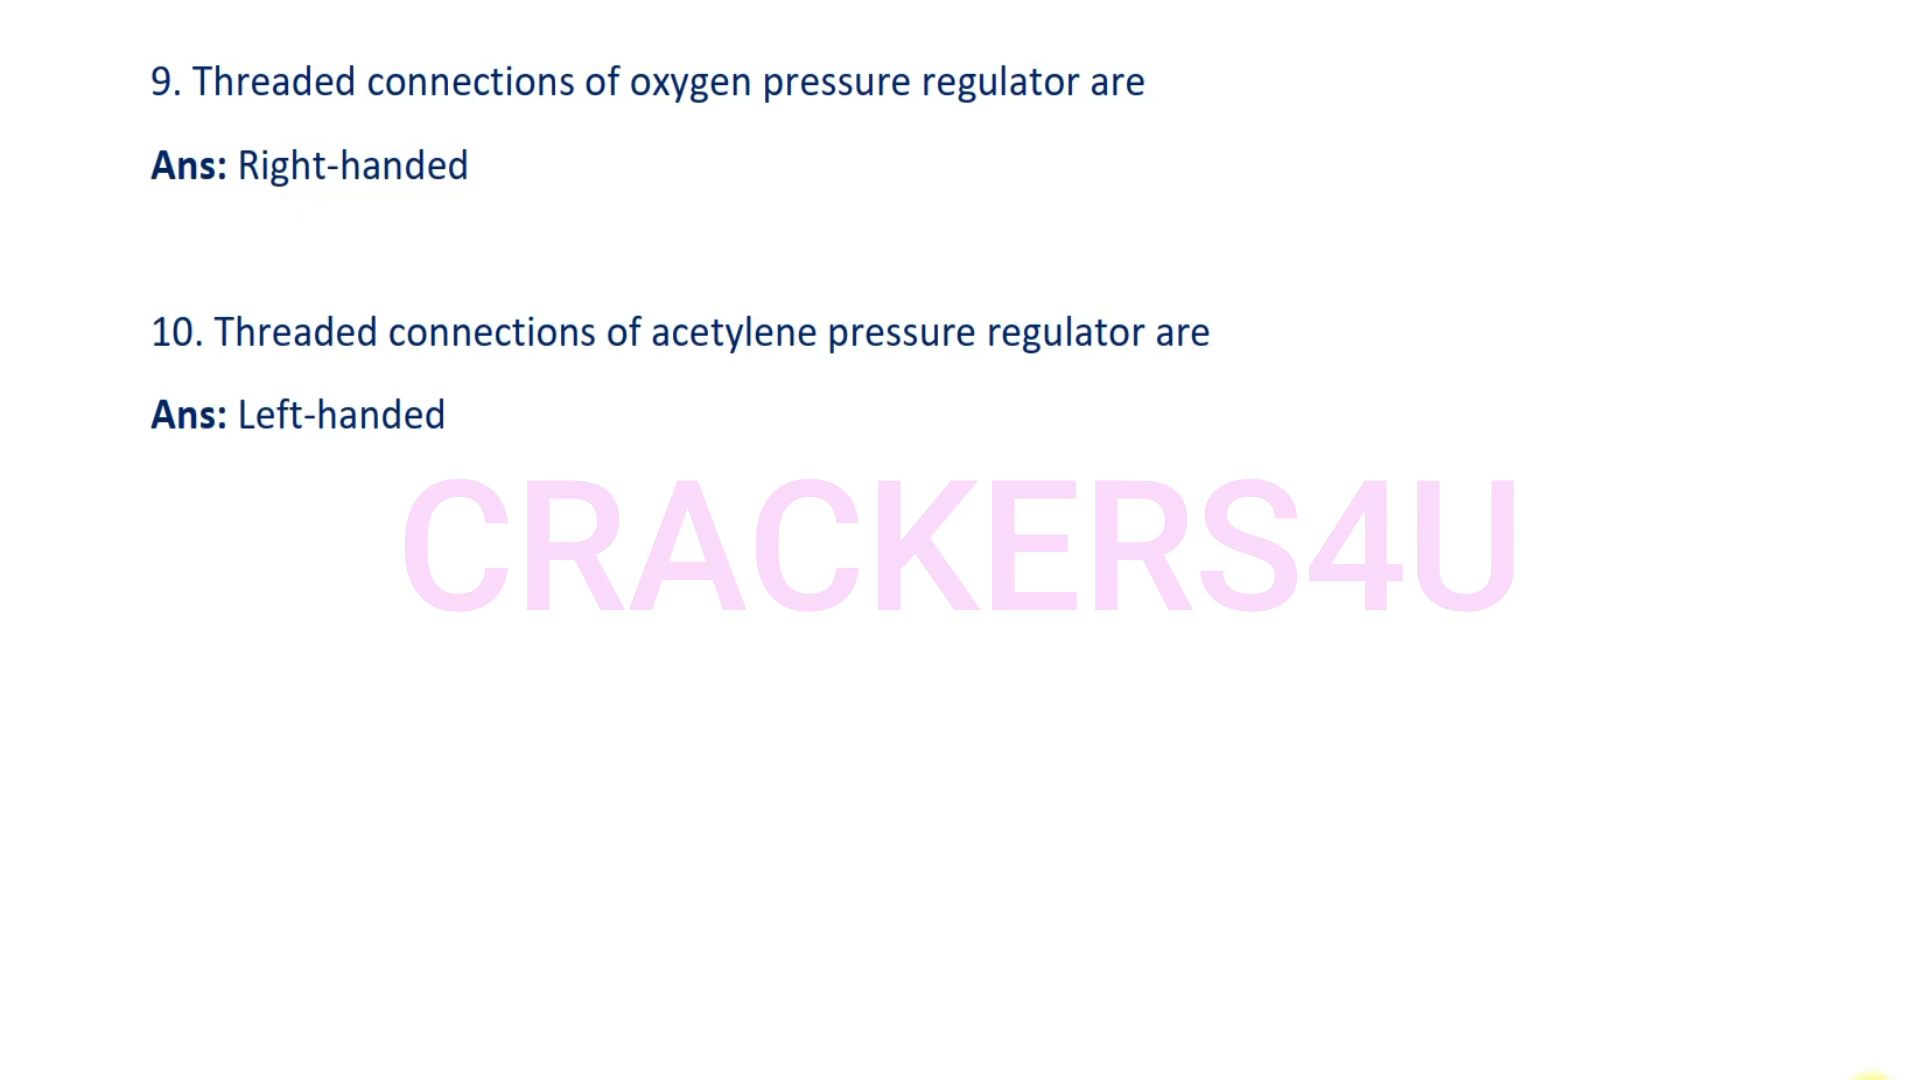 9. Threaded connections of oxygen pressure regulator are
Ans: Right-handed
10. Threaded connections of acetylene pressure regulator are
Ans: Left-handed
CRACKERS4U